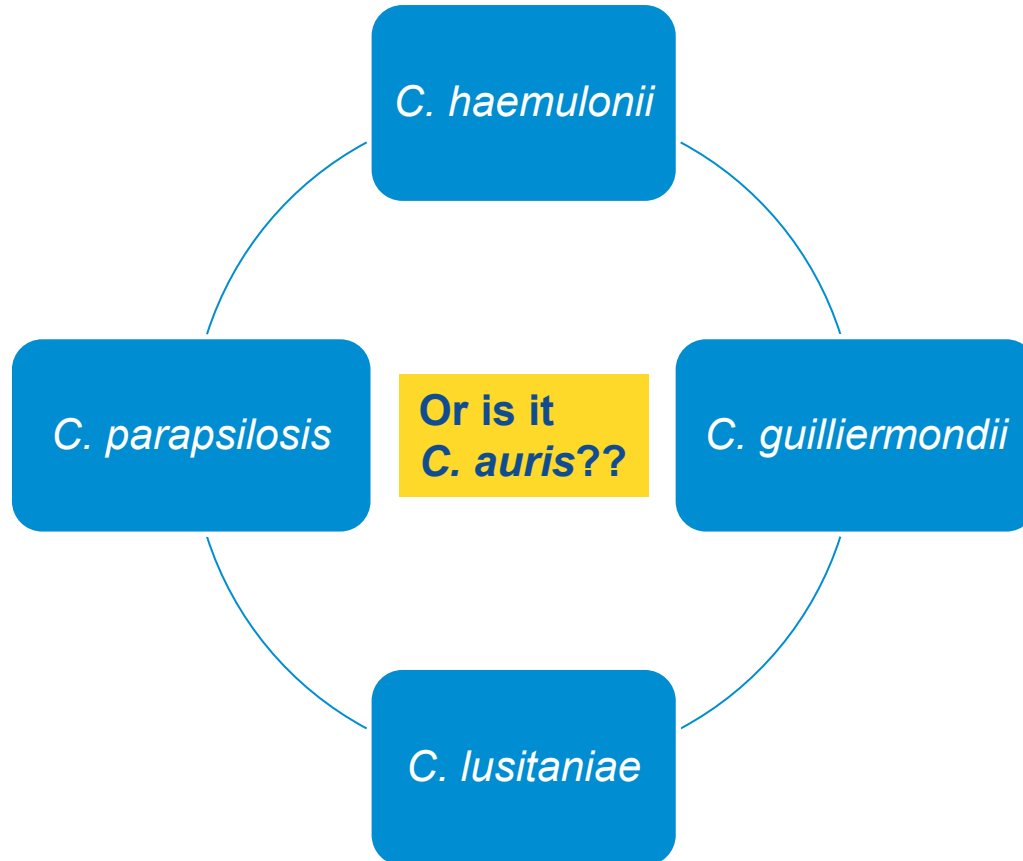 C. haemulonii
C. parapsilosis
Or is it
C. auris??
C. guilliermondii
C. lusitaniae